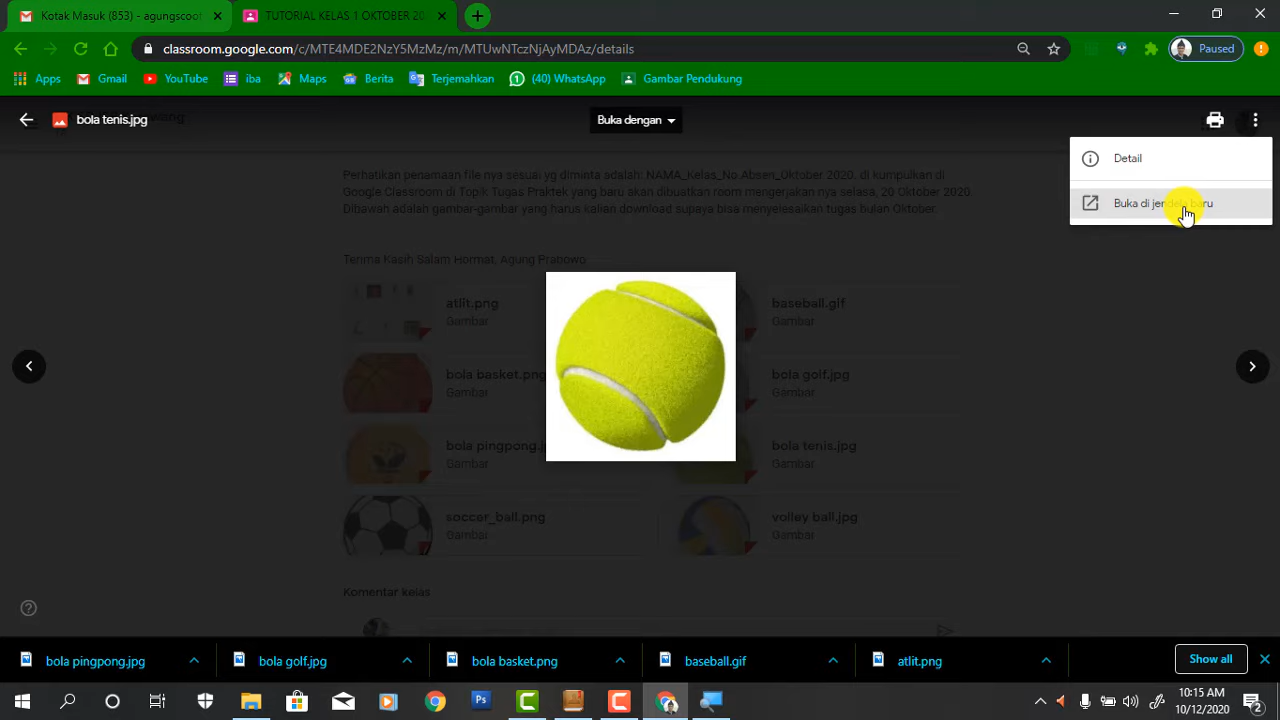 Kotak Masuk (853) - agungscoot
TUTORIAL KELAS 1 OKTOBER 20
classroom.google.com/c/MTE4MDE2NzY5MzMz/m/MTUwNTczNjAyMDAz/details
Paused
Apps
Gmail
YouTube
iba
Maps
Berita
Terjemahkan
(40) WhatsApp
Gambar Pendukung
bola tenis.jpg
Buka dengan
Detail
Buka di jendela baru
Perhatikan penamaan file nya sesuai yg diminta adalah: NAMA_Kelas_No.Absen_Oktober 2020, di kumpulkan di
Google Classroom di Topik Tugas Praktek yang baru akan dibuatkan room mengerjakan nya selasa, 20 Oktober 2020.
Dibawah adalah gambar-gambar yang harus kalian download supaya bisa menyelesaikan tugas bulan Oktober.
Terima Kasih Salam Hormat, Agung Prabowo
atlit.png
Gambar
baseball.gif
Gambar
bola basket.png
Gambar
bola golf.jpg
Gambar
bola pingpong.j
Gambar
bola tenis.jpg
Gambar
soccer_ball.png
Gambar
volley ball.jpg
Gambar
Komentar kelas
bola pingpong.jpg
bola golf.jpg
bola basket.png
baseball.gif
atlit.png
Show all
10:15 AM
10/12/2020
2